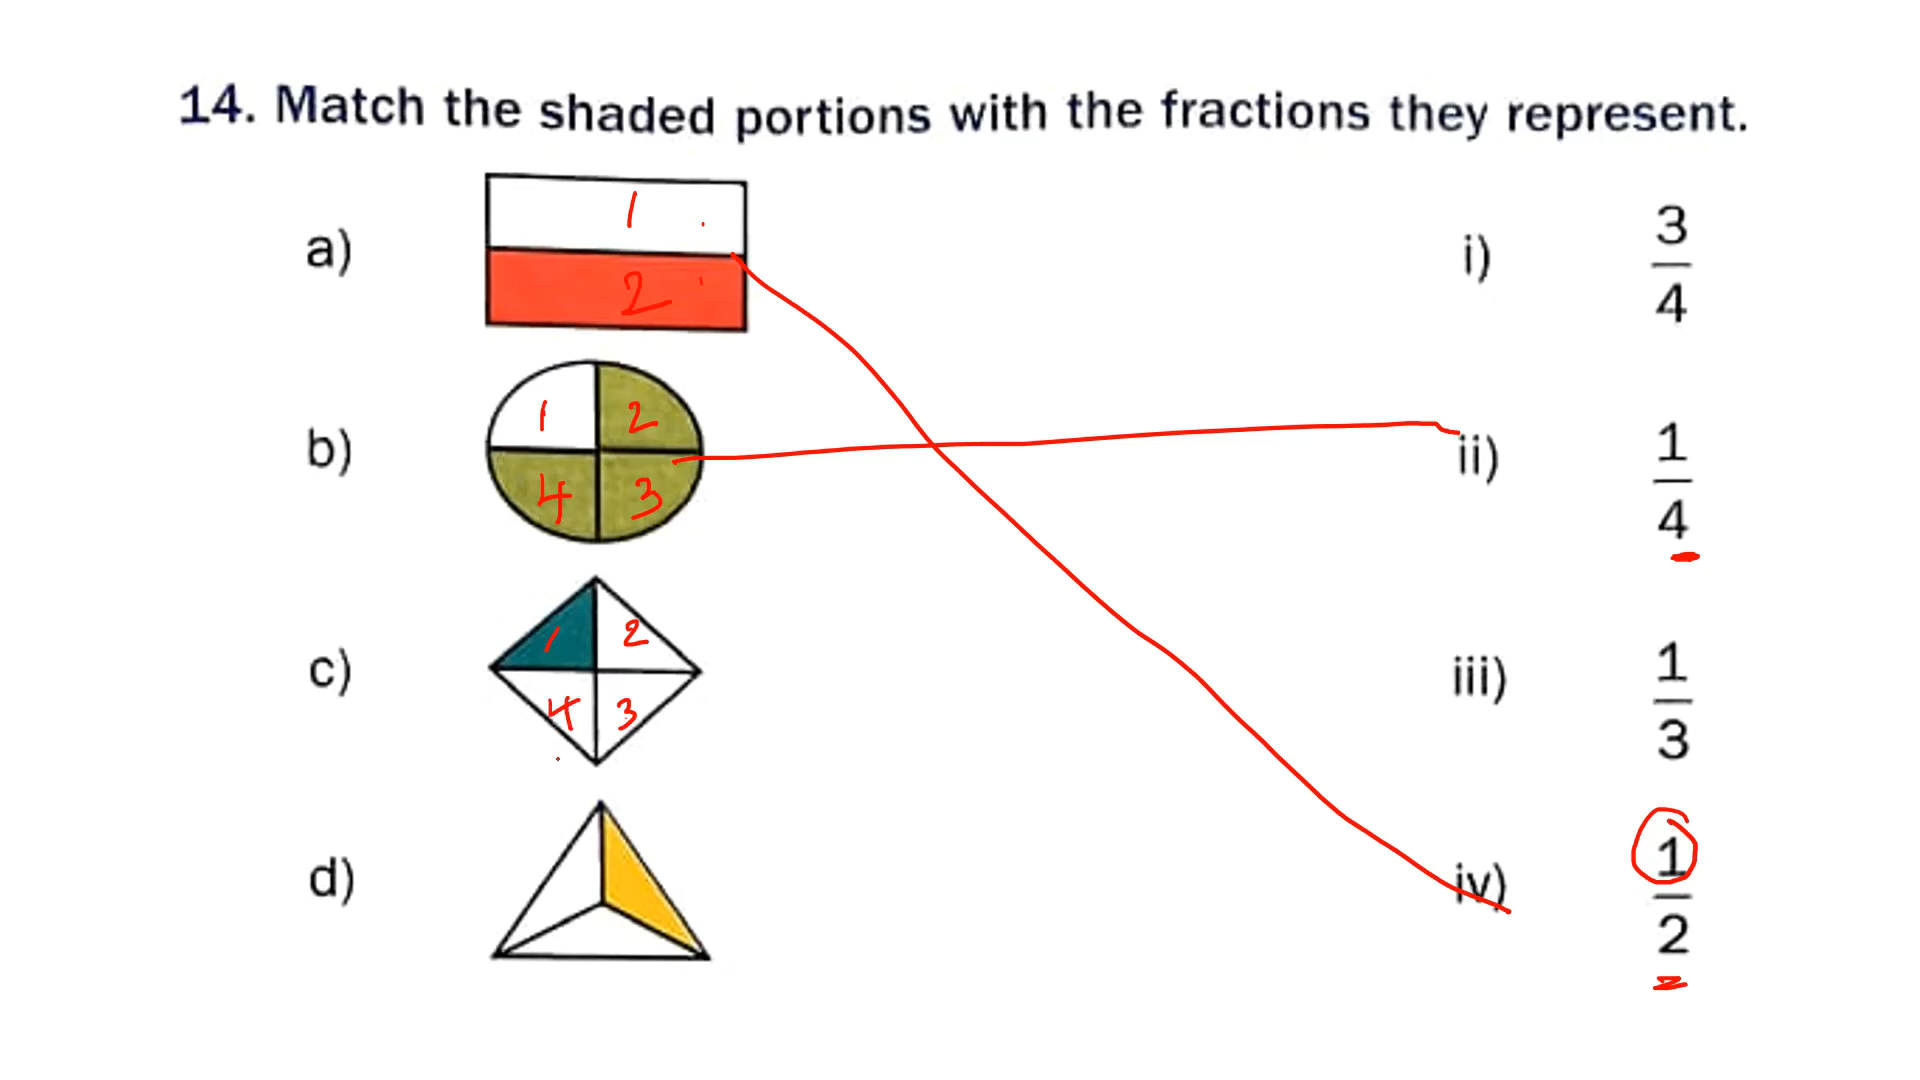 14. Match the shaded portions with the fractions they represent.
a) 1 2 i) 3/4
b) 1 2 4 3 ii) 1/4
c) 1 2 4 3 iii) 1/3
d) iv) 1/2